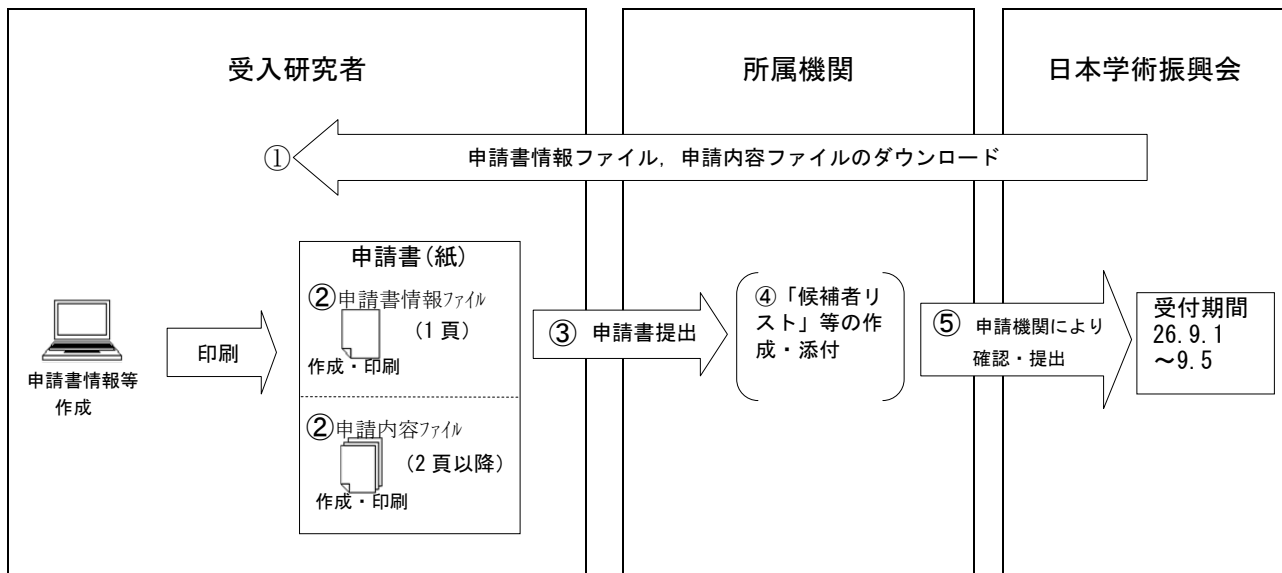 受入研究者
所属機関
日本学術振興会
①
申請書情報ファイル，申請内容ファイルのダウンロード
申請書情報等
作成
印刷
申請書(紙)
②申請書情報ファイル
(1頁)
作成・印刷
②申請内容ファイル
(2頁以降)
作成・印刷
③ 申請書提出
④「候補者リ
スト」等の作
成・添付
⑤ 申請機関により
確認・提出
受付期間
26.9.1
～9.5